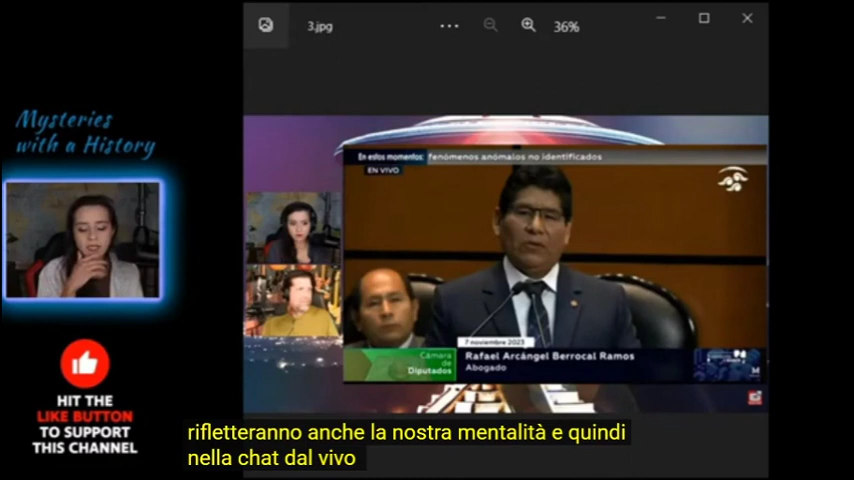 3.jpg
36%
Mysteries
with a History
En estos momentos: fenómenos anómalos no identificados
EN VIVO
7 noviembre 2023
Cámara
de
Diputados
Rafael Arcángel Berrocal Ramos
Abogado
HIT THE
LIKE BUTTON
TO SUPPORT
THIS CHANNEL
rifletteranno anche la nostra mentalità e quindi
nella chat dal vivo